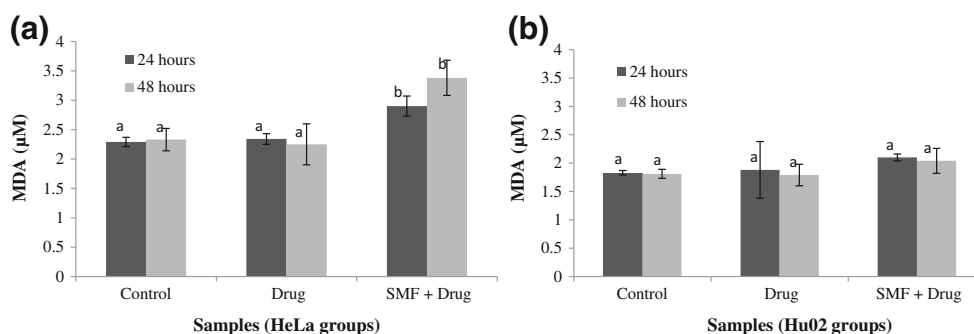 (a)
4
3.5
3
2.5
2
1.5
1
0.5
0
MDA (µM)
24 hours
48 hours
a a
a a
b b
Control Drug SMF + Drug
Samples (HeLa groups)
(b)
4
3.5
3
2.5
2
1.5
1
0.5
0
MDA (µM)
24 hours
48 hours
a a
a a
a a
Control Drug SMF + Drug
Samples (Hu02 groups)